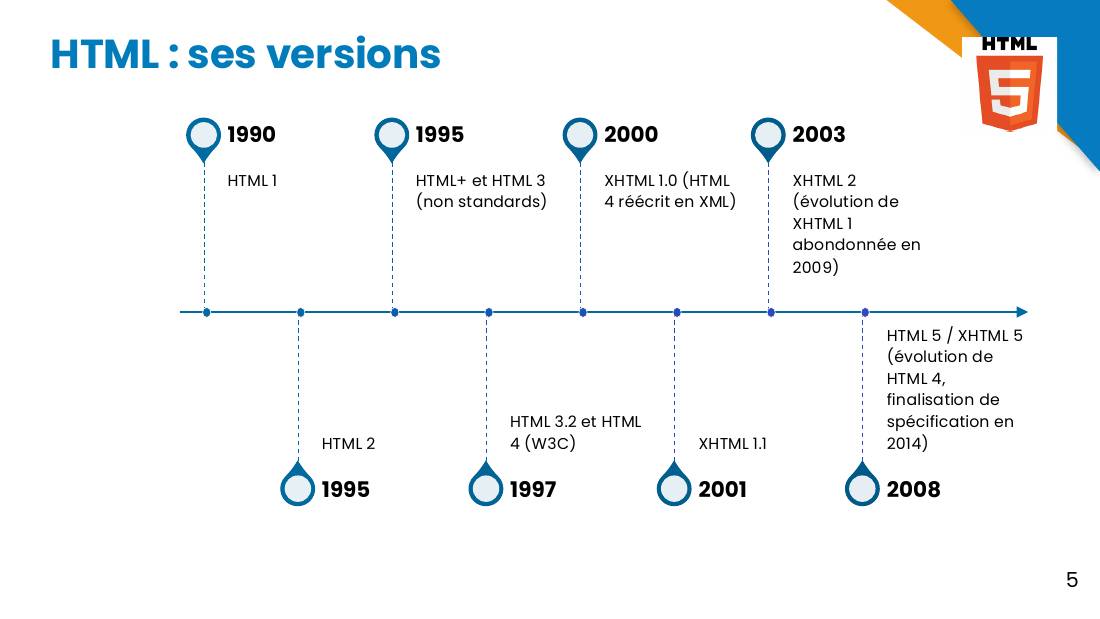 HTML : ses versions
HTML
5
1990
HTML 1
1995
HTML+ et HTML 3
(non standards)
2000
XHTML 1.0 (HTML
4 réécrit en XML)
2003
XHTML 2
(évolution de
XHTML 1
abondonnée en
2009)
HTML 2
1995
HTML 3.2 et HTML
4 (W3C)
1997
XHTML 1.1
2001
HTML 5 / XHTML 5
(évolution de
HTML 4,
finalisation de
spécification en
2014)
2008
5